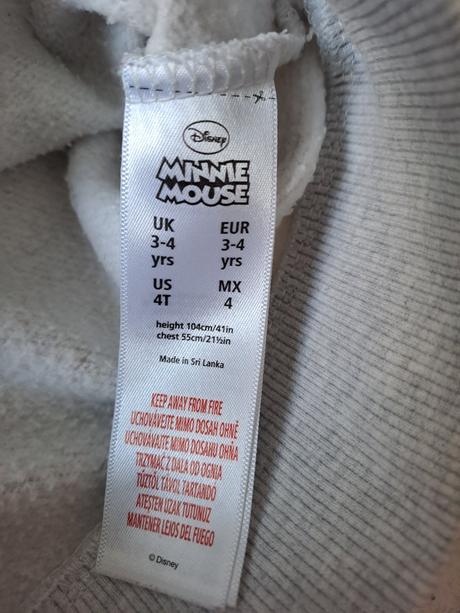 Disney
MINNIE
MOUSE
UK EUR
3-4 3-4
yrs yrs
US MX
4T 4
height 104cm/41in
chest 55cm/21½in
Made in Sri Lanka
KEEP AWAY FROM FIRE
UCHOVÁVEJTE MIMO DOSAH OHNĚ
UCHOVÁVAJTE MIMO DOSAHU OHŇA
TRZYMAĆ Z DALA OD OGNIA
TŰZTŐL TÁVOL TARTANDÓ
ATEŞTEN UZAK TUTUNUZ
MANTENER LEJOS DEL FUEGO
© Disney